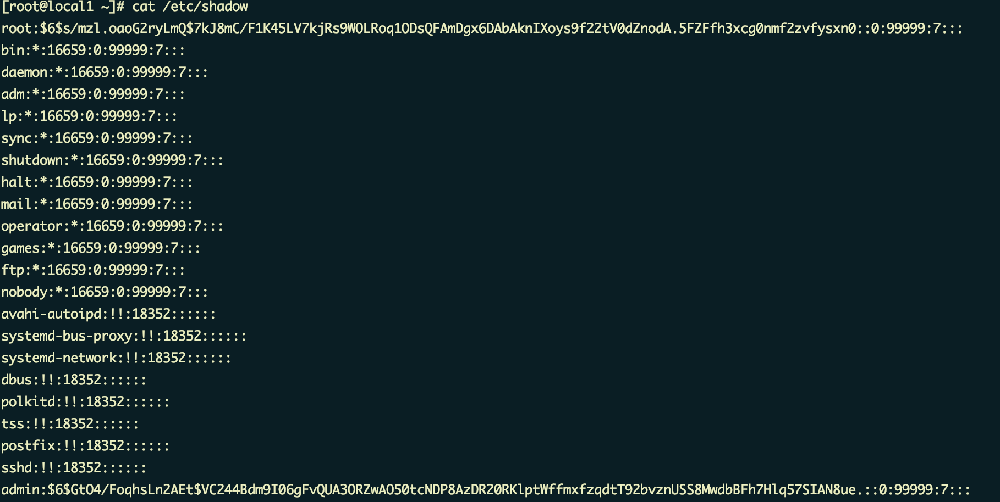 [root@local1 ~]# cat /etc/shadow
root:$6$s/mzl.oaoG2ryLmQ$7kJ8mC/F1K45LV7kjRs9WOLRoq1ODsQFAmDgx6DAbAknIXoys9f22tV0dZnodA.5FZFfh3xcg0nmf2zvfysxn0::0:99999:7:::
bin:*:16659:0:99999:7:::
daemon:*:16659:0:99999:7:::
adm:*:16659:0:99999:7:::
lp:*:16659:0:99999:7:::
sync:*:16659:0:99999:7:::
shutdown:*:16659:0:99999:7:::
halt:*:16659:0:99999:7:::
mail:*:16659:0:99999:7:::
operator:*:16659:0:99999:7:::
games:*:16659:0:99999:7:::
ftp:*:16659:0:99999:7:::
nobody:*:16659:0:99999:7:::
avahi-autoipd:!!:18352::::::
systemd-bus-proxy:!!:18352::::::
systemd-network:!!:18352::::::
dbus:!!:18352::::::
polkitd:!!:18352::::::
tss:!!:18352::::::
postfix:!!:18352::::::
sshd:!!:18352::::::
admin:$6$GtO4/FoqhsLn2AEt$VC244Bdm9I06gFvQUA3ORZwAO50tcNDP8AzDR20RKlptWffmxfzqdtT92bvznUSS8MwdbBFh7Hlq57SIAN8ue.::0:99999:7:::